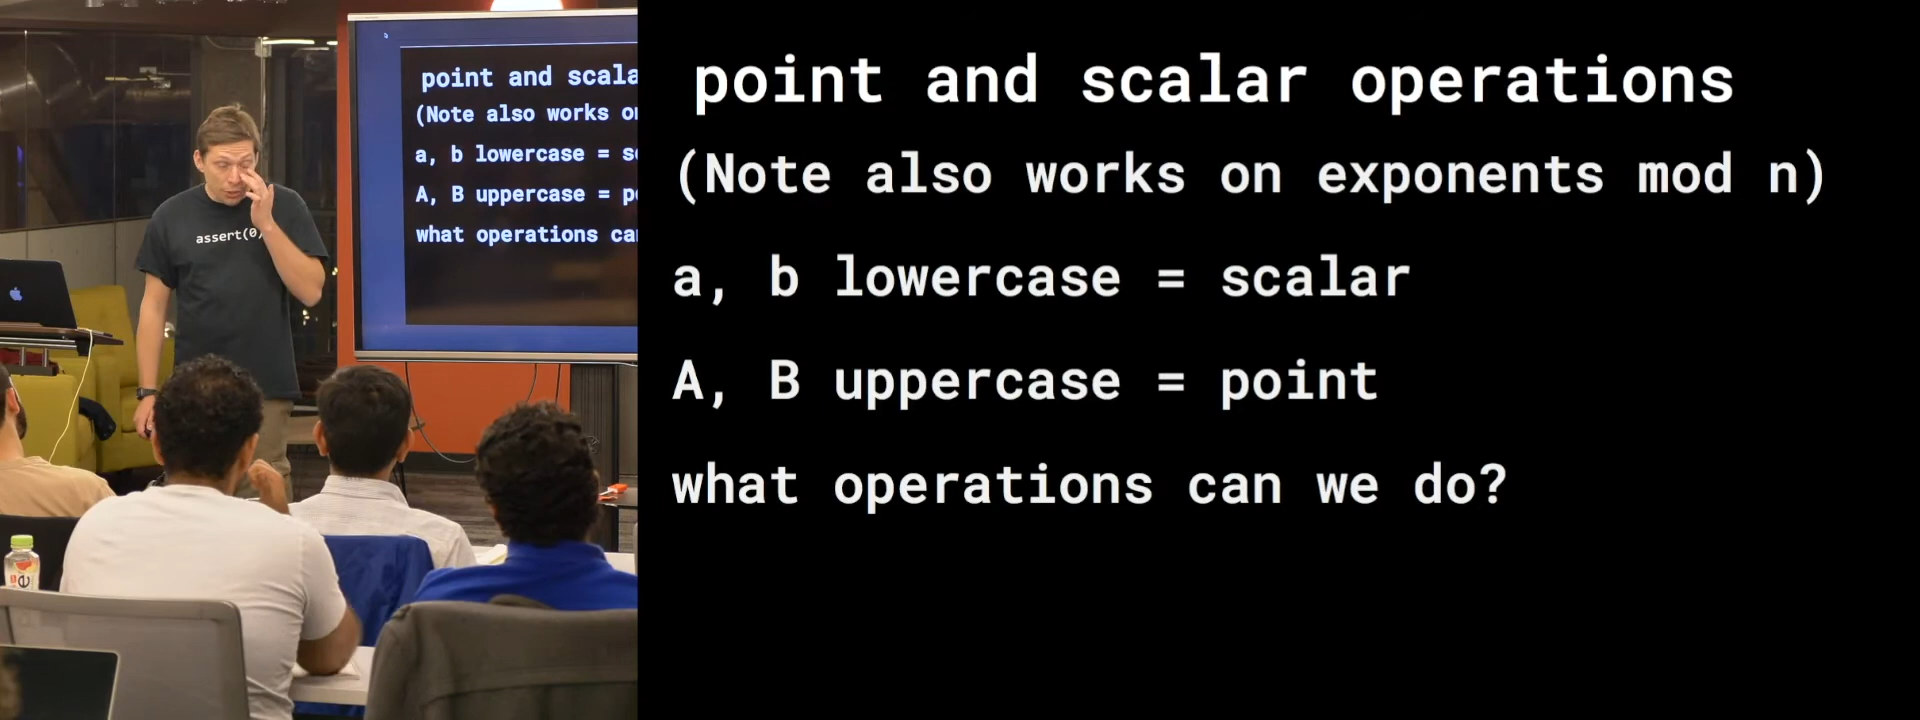 point and scala
(Note also works o
a, b lowercase = s
A, B uppercase = p
what operations ca
assert(0)
point and scalar operations
(Note also works on exponents mod n)
a, b lowercase = scalar
A, B uppercase = point
what operations can we do?